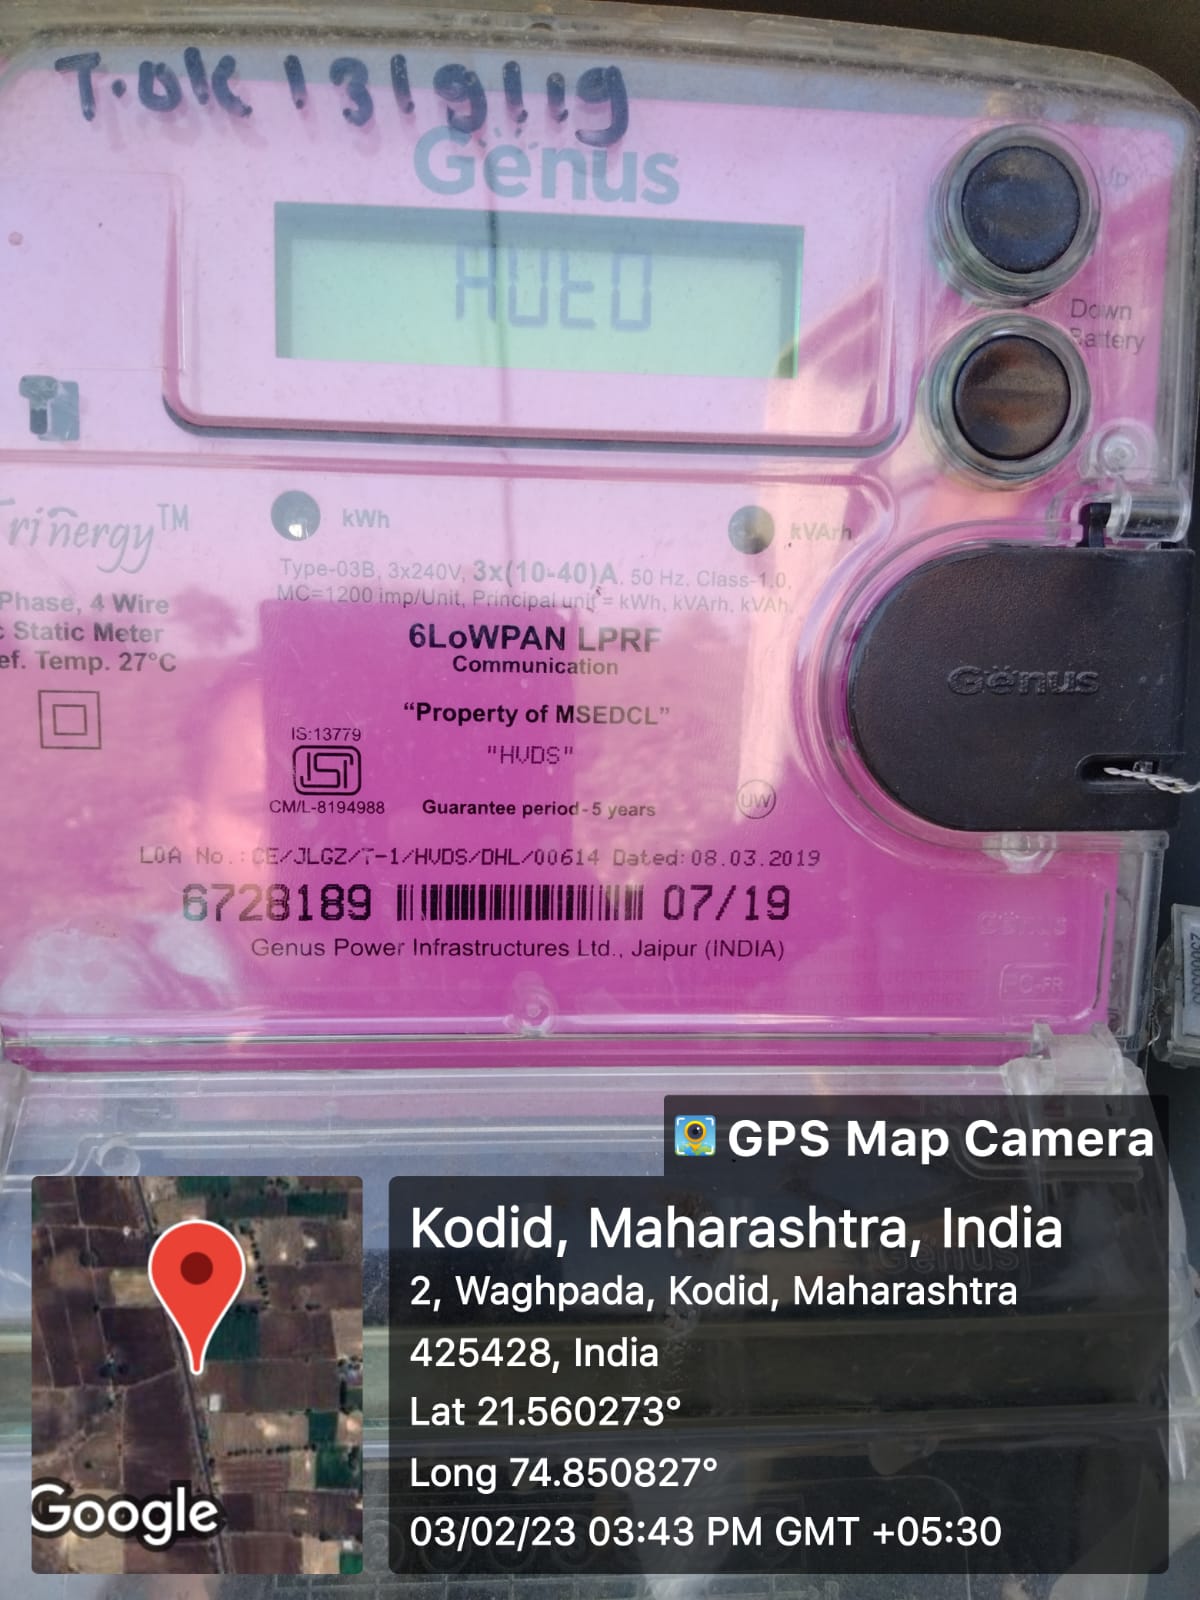 T.OK 13/9/19
Genus
Up
Down
Battery
TM
kWh
kVArh
Type-03B, 3x240V, 3x(10-40)A. 50 Hz. Class-1.0,
MC=1200 imp/Unit, Principal unit = kWh, kVArh, kVAh.
Phase, 4 Wire
Static Meter
ef. Temp. 27°C
6LoWPAN LPRF
Communication
“Property of MSEDCL”
"HVDS"
IS:13779
CM/L-8194988
Guarantee period-5 years
UW
LOA No.:CE/JLGZ/T-1/HVDS/DHL/00614 Dated:08.03.2019
6728189 07/19
Genus Power Infrastructures Ltd., Jaipur (INDIA)
Genus
Genus
PC-FR
GPS Map Camera
Kodid, Maharashtra, India
2, Waghpada, Kodid, Maharashtra
425428, India
Lat 21.560273°
Long 74.850827°
03/02/23 03:43 PM GMT +05:30
Google